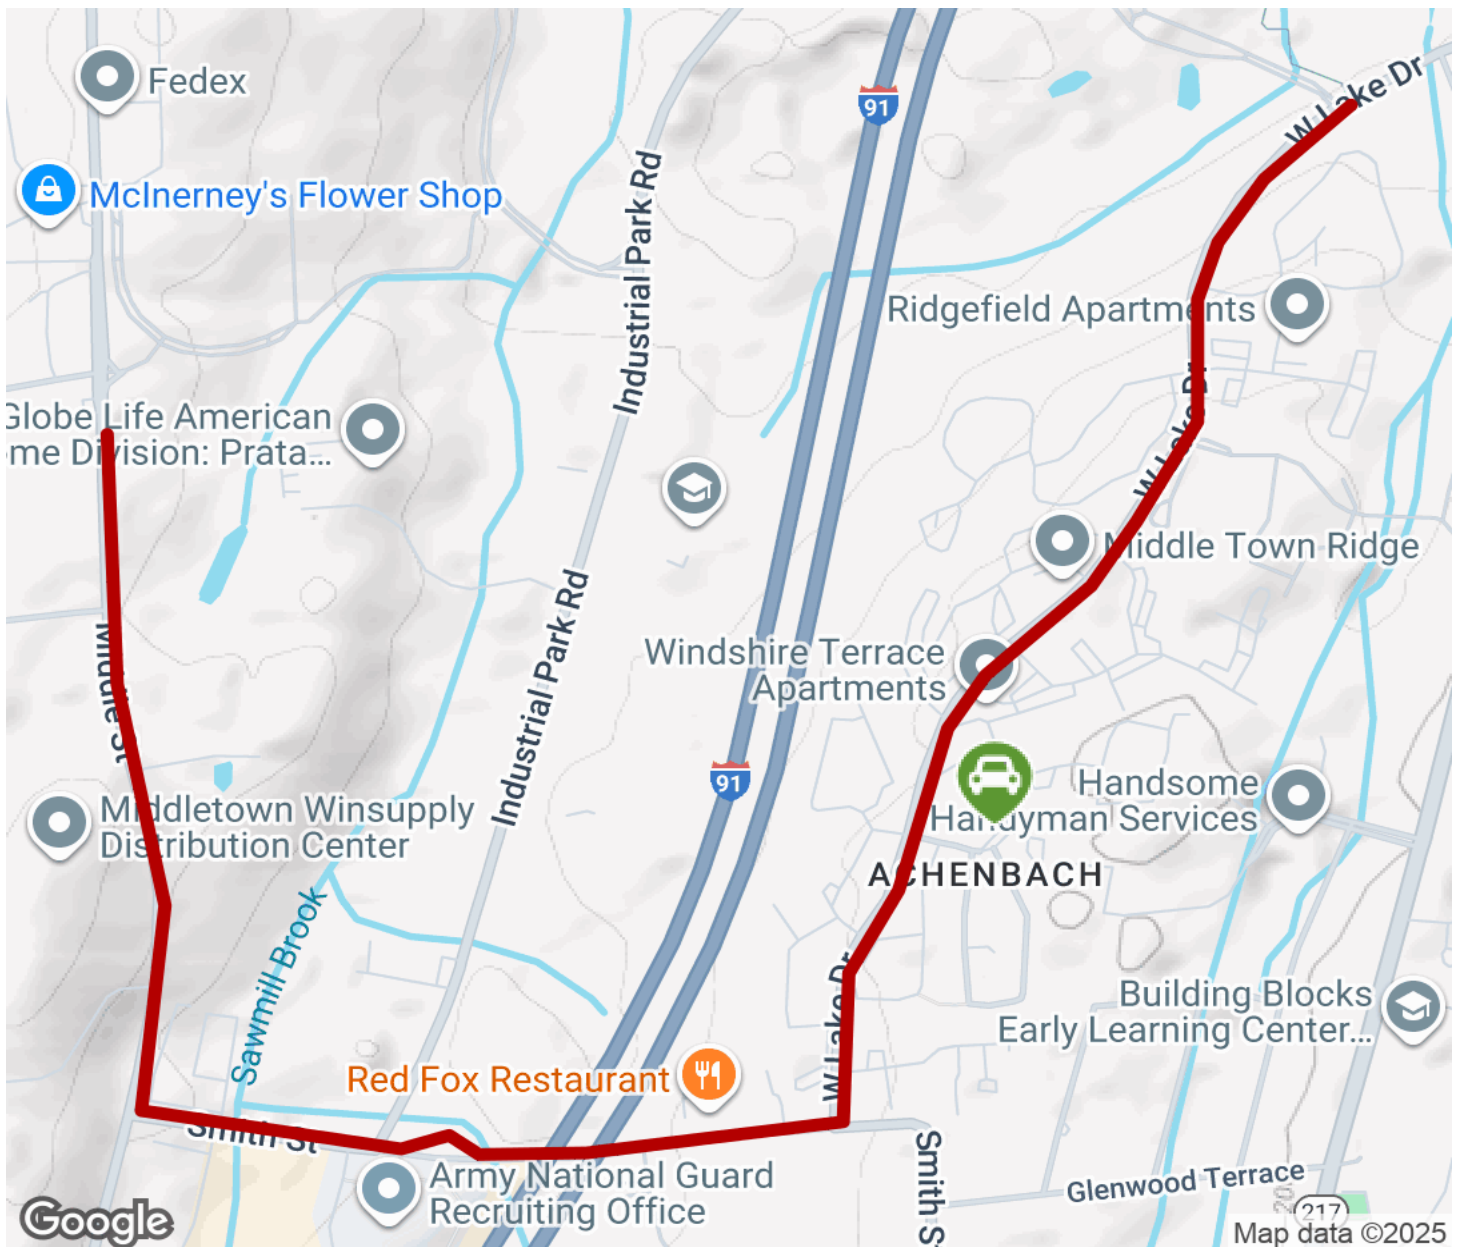 Fedex
91
W Lake Dr
McInerney's Flower Shop
Industrial Park Rd
Ridgefield Apartments
Globe Life American
me Division: Prata...
W Lake Dr
Middle Town Ridge
Industrial Park Rd
Middle St
Windshire Terrace
Apartments
91
Middletown Winsupply
Distribution Center
Handsome
Handyman Services
ACHENBACH
Sawmill Brook
W Lake Dr
Building Blocks
Early Learning Center...
Red Fox Restaurant
Smith St
Army National Guard
Recruiting Office
Smith S
Glenwood Terrace
217
Google
Map data ©2025